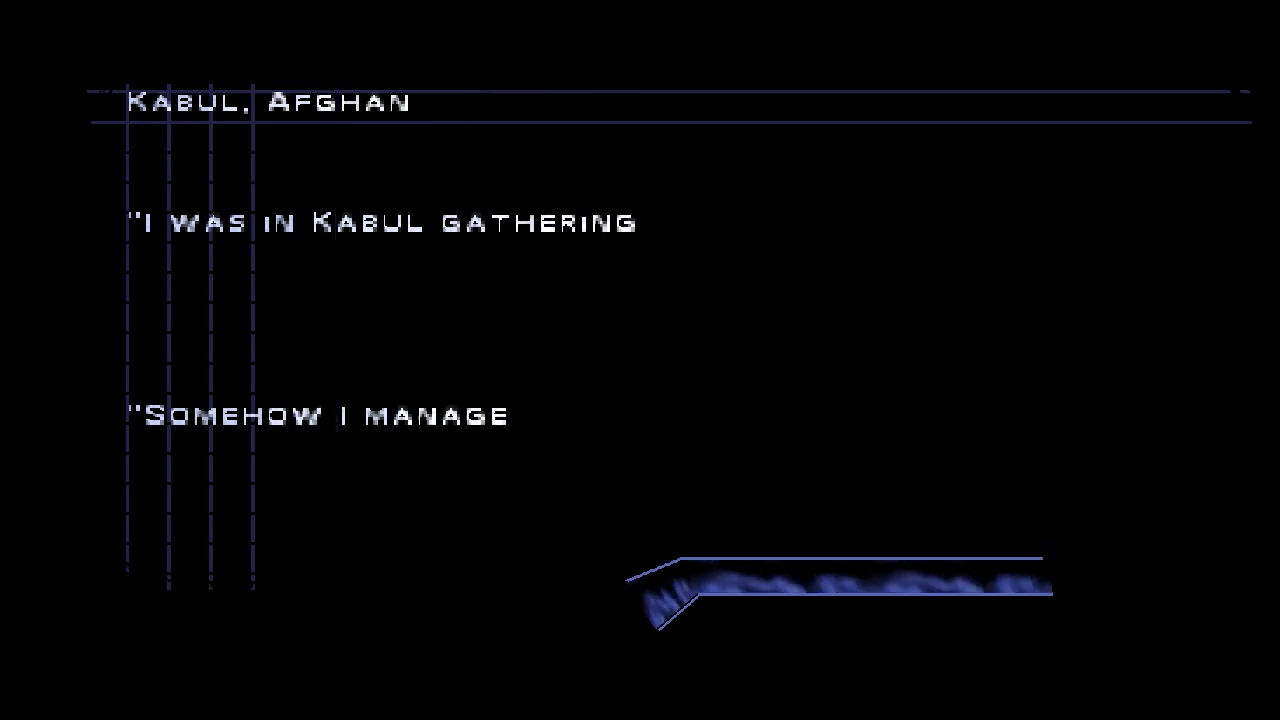 Kabul, Afghan
"I was in Kabul gathering
"Somehow I manage